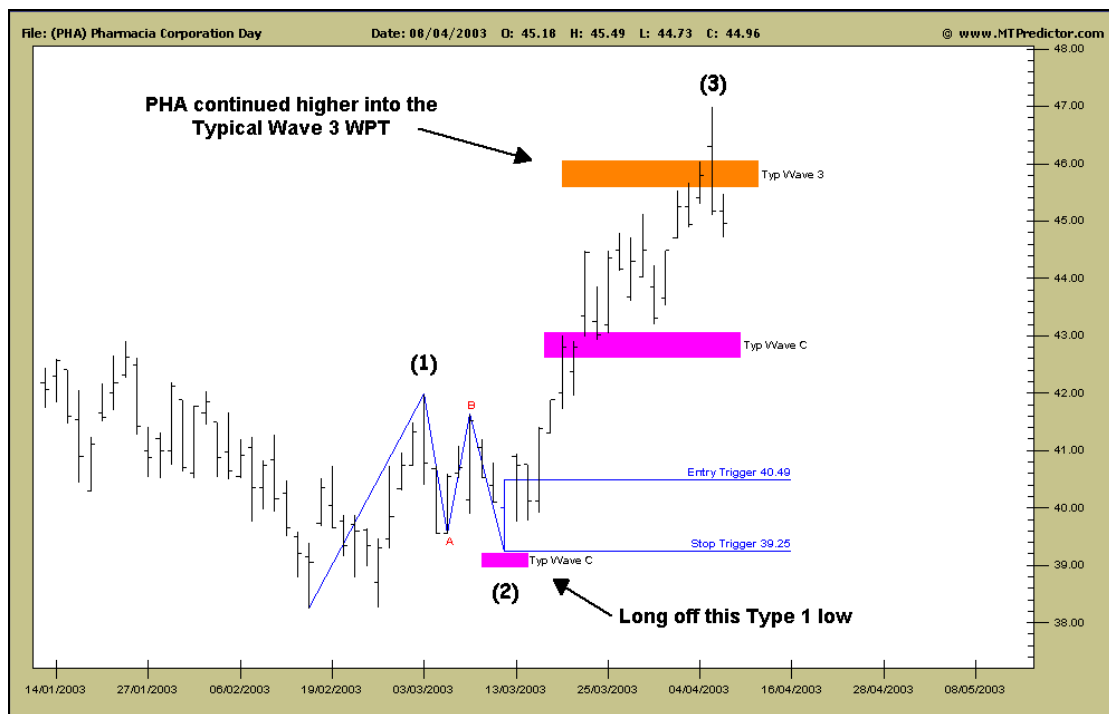 File: (PHA) Pharmacia Corporation Day Date: 08/04/2003 O: 45.18 H: 45.49 L: 44.73 C: 44.96 @ www.MTPredictor.com
48.00
(3)
PHA continued higher into the
Typical Wave 3 WPT
47.00
46.00
Typ Wave 3
45.00
44.00
43.00
Typ Wave C
(1)
42.00
B
41.00
Entry Trigger 40.49
40.00
A
Stop Trigger 39.25
39.00
Typ Wave C
(2)
Long off this Type 1 low
38.00
14/01/2003 27/01/2003 06/02/2003 19/02/2003 03/03/2003 13/03/2003 25/03/2003 04/04/2003 16/04/2003 28/04/2003 08/05/2003